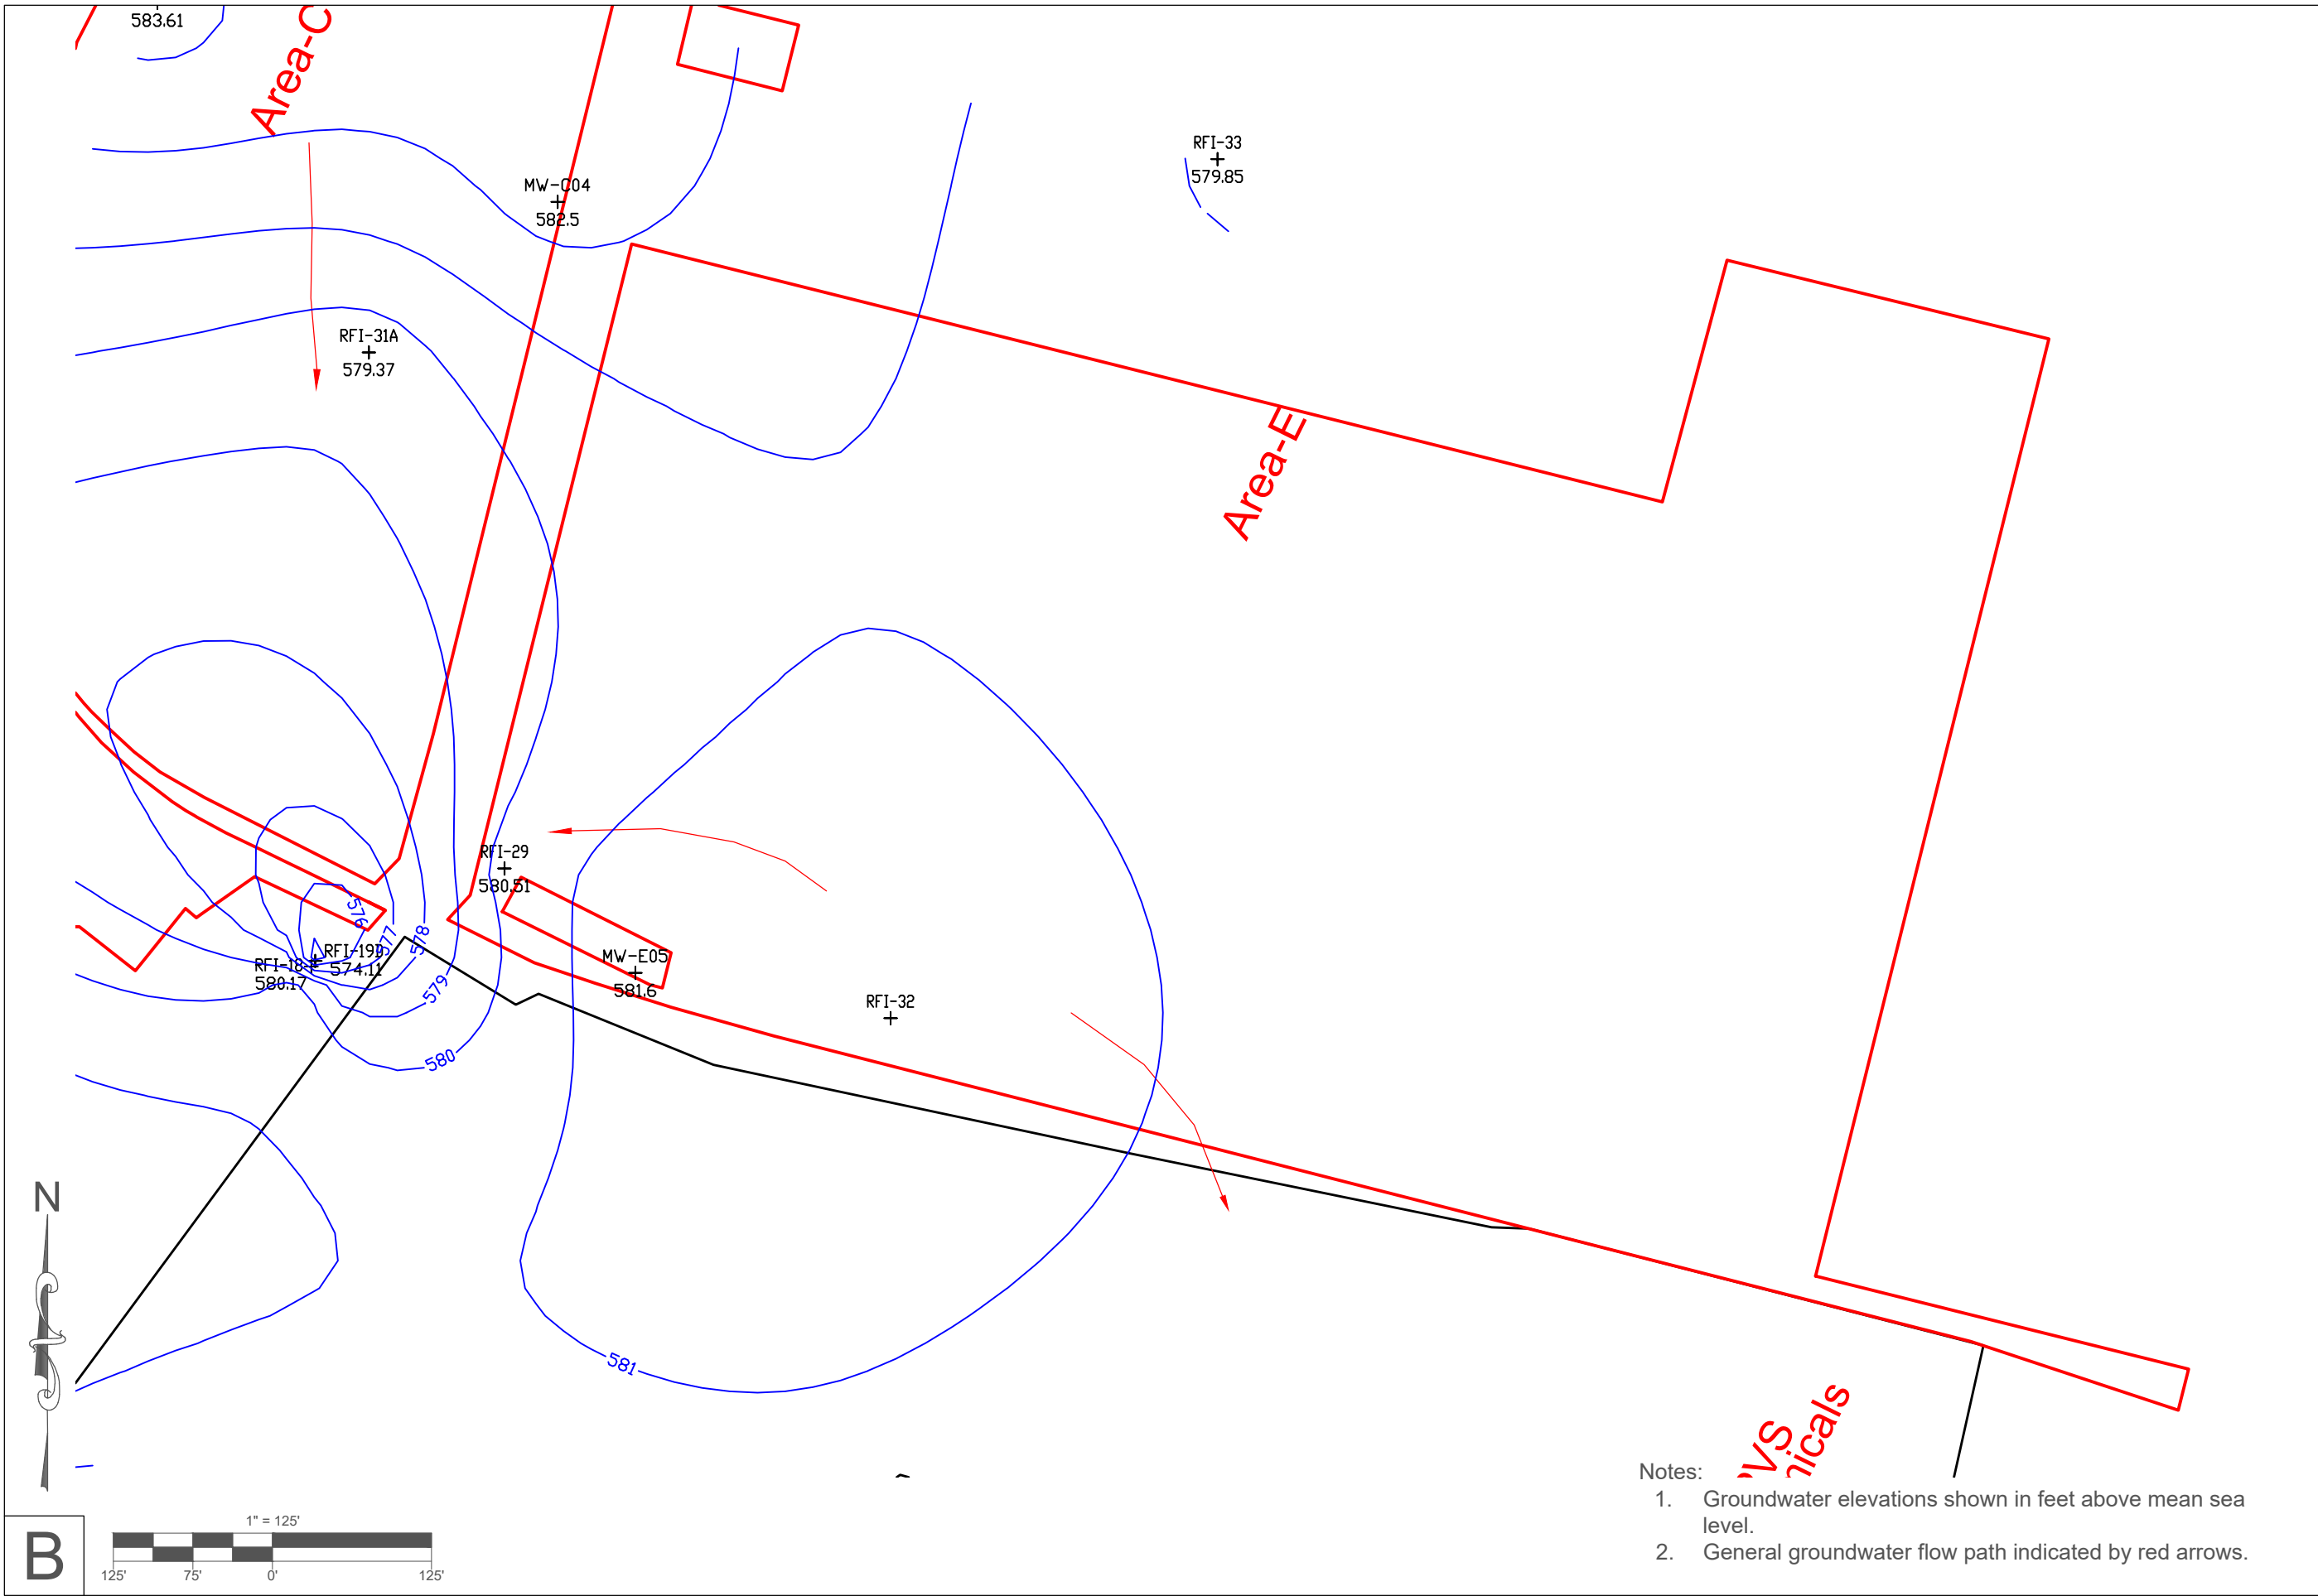 583.61
Area-C
RFI-33
579.85
MW-C04
582.5
RFI-31A
579.37
Area-E
RFI-29
580.51
576
577
578
RFI-19D
574.11
RFI-18
580.17
579
MW-E05
581.6
RFI-32
580
581
N
PVS
Notes:
1. Groundwater elevations shown in feet above mean sea
level.
2. General groundwater flow path indicated by red arrows.
B
1" = 125'
125' 75' 0' 125'